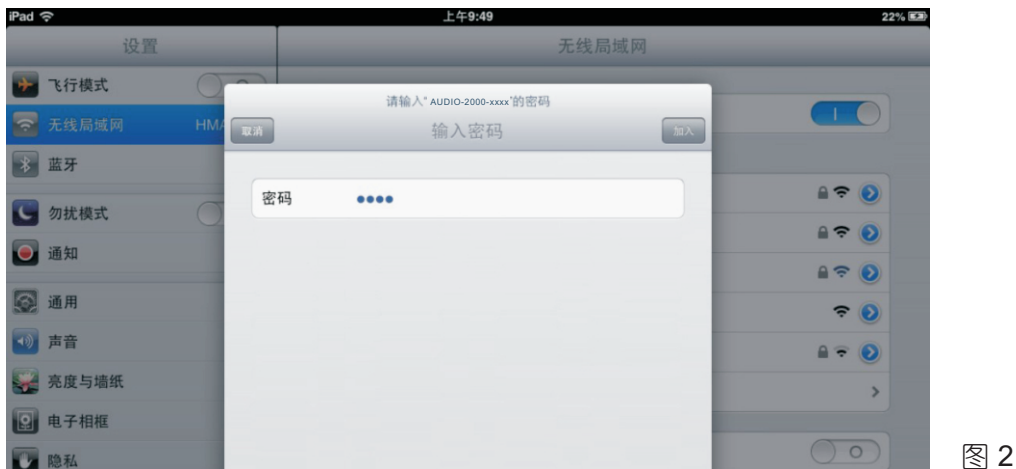 iPad 上午9:49 22%
设置 无线局域网
飞行模式
无线局域网 HMA
蓝牙
勿扰模式
通知
通用
声音
亮度与墙纸
电子相框
隐私
请输入“AUDIO-2000-xxxx”的密码
取消 输入密码 加入
密码 ••••
图 2